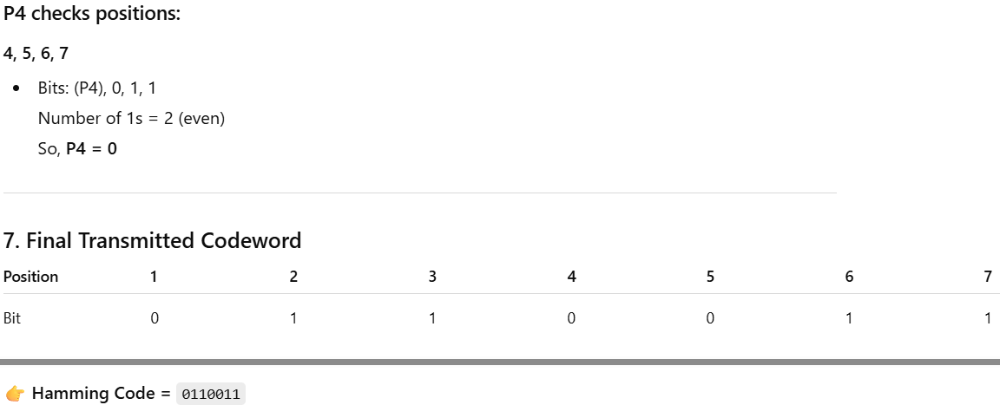 P4 checks positions:
4, 5, 6, 7
• Bits: (P4), 0, 1, 1
Number of 1s = 2 (even)
So, P4 = 0
7. Final Transmitted Codeword
Position 1 2 3 4 5 6 7
Bit 0 1 1 0 0 1 1
👉 Hamming Code = 0110011